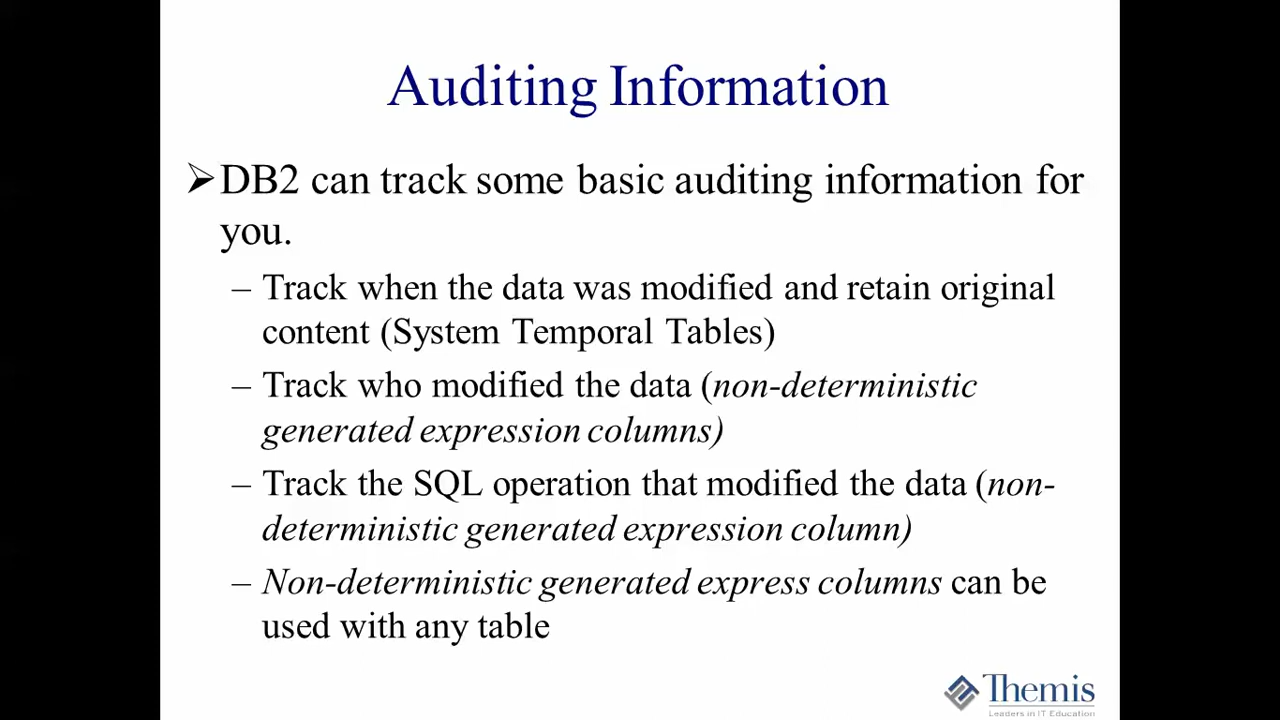 Auditing Information
➢DB2 can track some basic auditing information for
you.
– Track when the data was modified and retain original
content (System Temporal Tables)
– Track who modified the data (non-deterministic
generated expression columns)
– Track the SQL operation that modified the data (non-
deterministic generated expression column)
– Non-deterministic generated express columns can be
used with any table
Themis
Leaders in IT Education